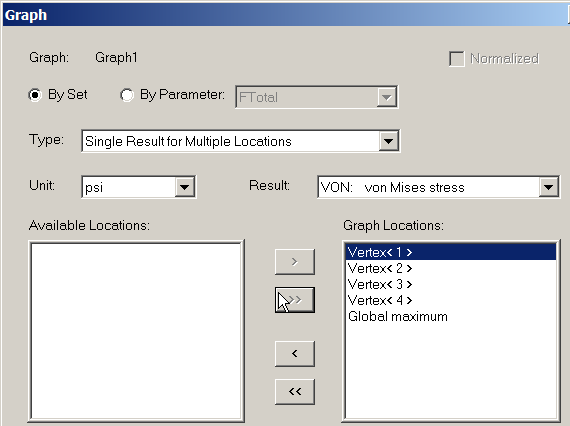 Graph
Graph: Graph1 Normalized
By Set By Parameter: FTotal
Type: Single Result for Multiple Locations
Unit: psi Result: VON: von Mises stress
Available Locations: Graph Locations:
> Vertex< 1 >
Vertex< 2 >
>> Vertex< 3 >
Vertex< 4 >
Global maximum
<
<<